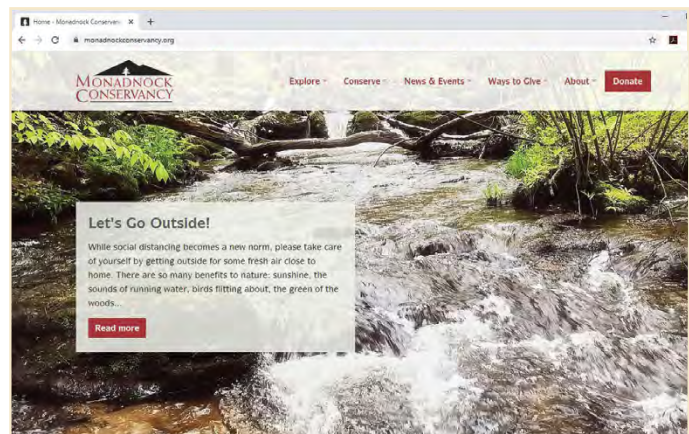 Home - Monadnock Conservan
monadnockconservancy.org
MONADNOCK
CONSERVANCY
Explore
Conserve
News & Events
Ways to Give
About
Donate
Let's Go Outside!
While social distancing becomes a new norm, please take care
of yourself by getting outside for some fresh air close to
home. There are so many benefits to nature: sunshine, the
sounds of running water, birds flitting about, the green of the
woods...
Read more